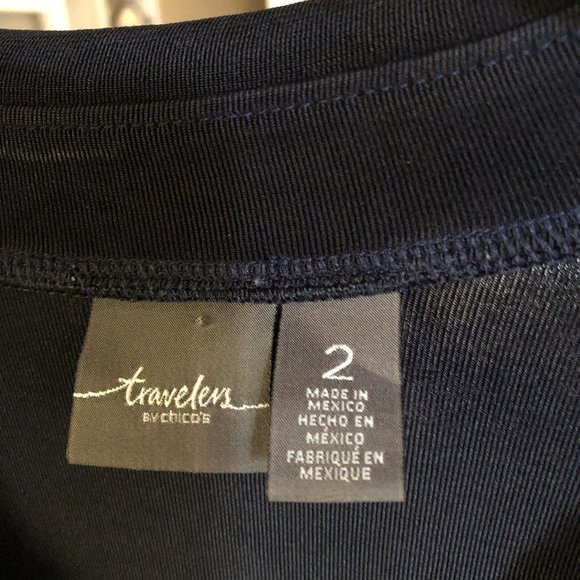 travelers
BY CHICO'S
2
MADE IN
MEXICO
HECHO EN
MÉXICO
FABRIQUÉ EN
MEXIQUE